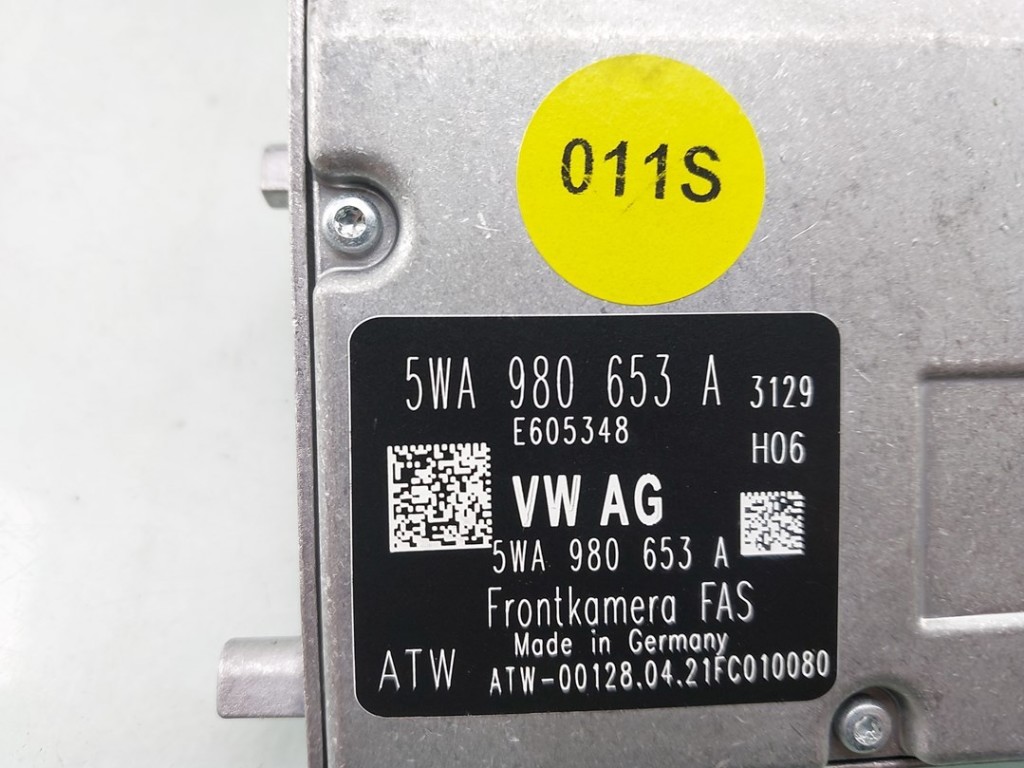 011S
5WA 980 653 A 3129
E605348
H06
VW AG
5WA 980 653 A
Frontkamera FAS
Made in Germany
ATW
ATW-00128.04.21FC010080